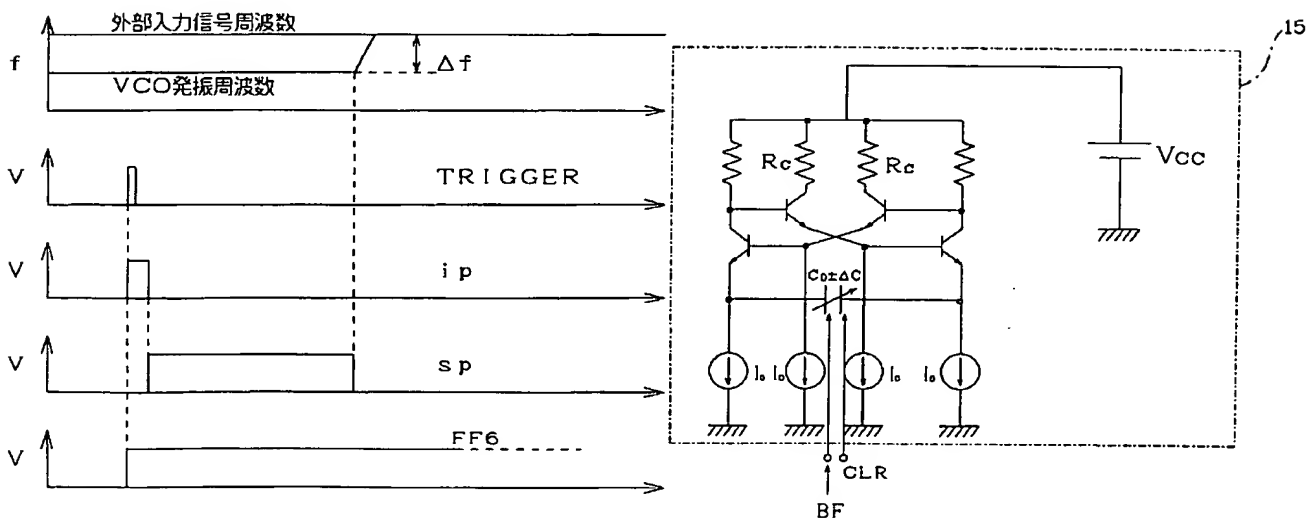 外部入力信号周波数
f
Δf
VCO発振周波数
V
TRIGGER
V
ip
V
sp
V
FF6
15
Rc
Rc
Vcc
C₀±ΔC
I₀
I₀
I₀
I₀
CLR
BF